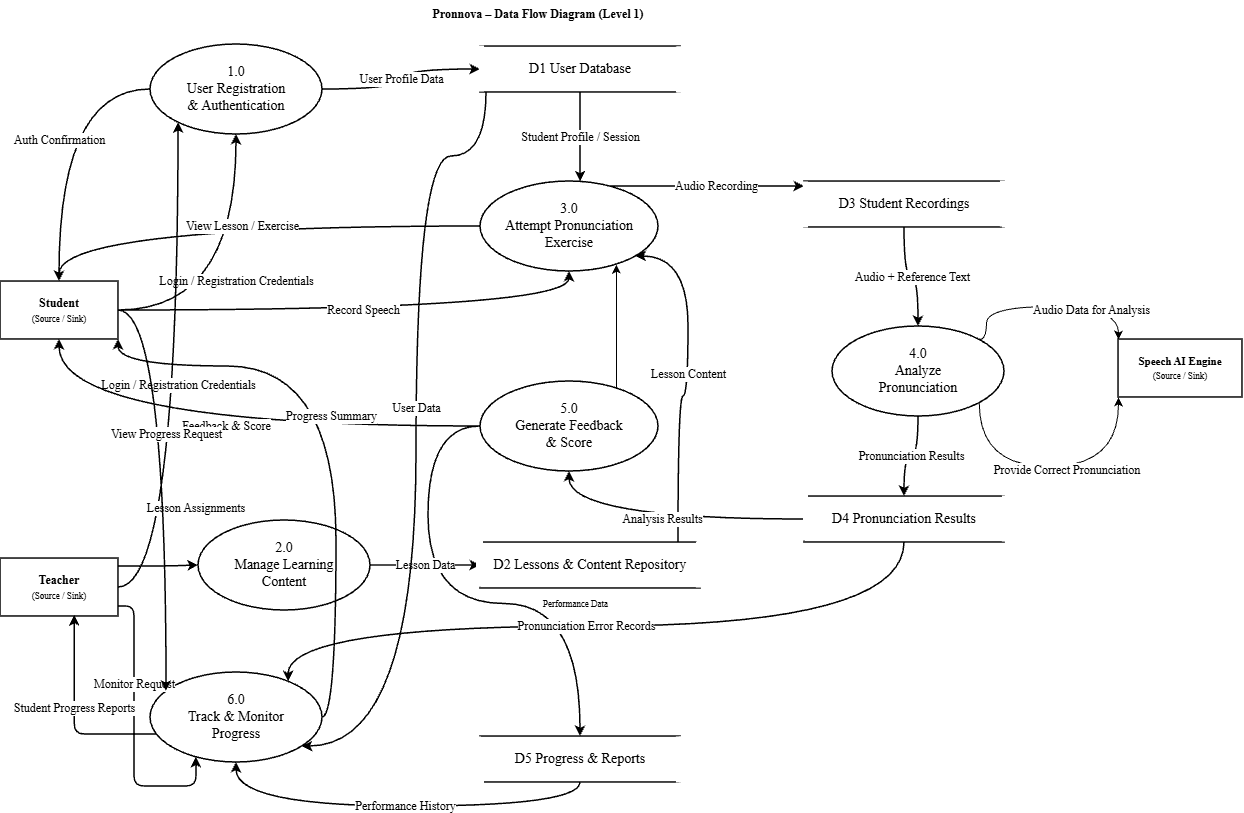 Pronnova – Data Flow Diagram (Level 1)
1.0
User Registration
& Authentication
User Profile Data
D1 User Database
Auth Confirmation
Student Profile / Session
Audio Recording
3.0
Attempt Pronunciation
Exercise
D3 Student Recordings
View Lesson / Exercise
Login / Registration Credentials
Audio + Reference Text
Student
(Source / Sink)
Record Speech
Audio Data for Analysis
4.0
Analyze
Pronunciation
Speech AI Engine
(Source / Sink)
Lesson Content
Login / Registration Credentials
Progress Summary
User Data
5.0
Generate Feedback
& Score
Feedback & Score
View Progress Request
Pronunciation Results
Provide Correct Pronunciation
Lesson Assignments
Analysis Results
D4 Pronunciation Results
2.0
Manage Learning
Content
Lesson Data
D2 Lessons & Content Repository
Teacher
(Source / Sink)
Performance Data
Pronunciation Error Records
Monitor Request
Student Progress Reports
6.0
Track & Monitor
Progress
D5 Progress & Reports
Performance History